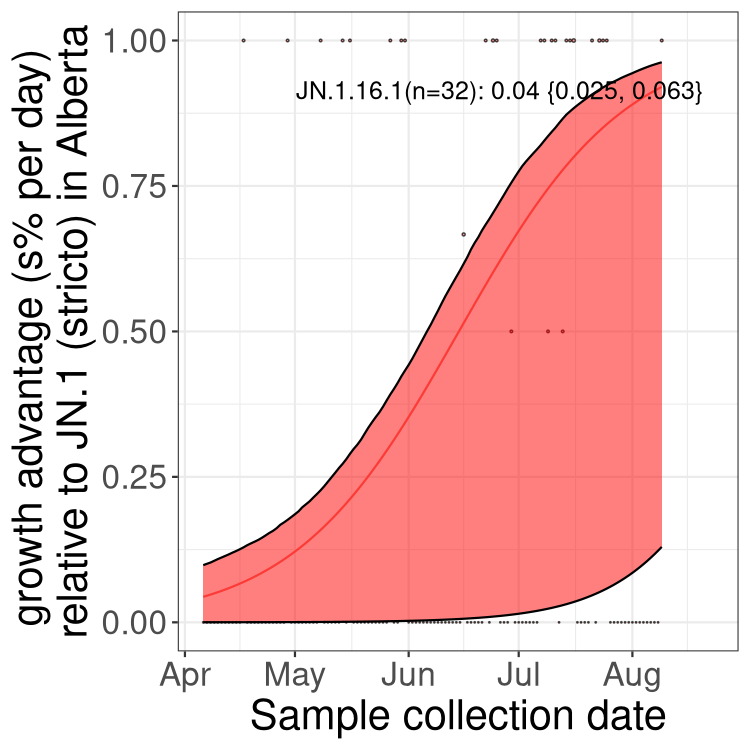 growth advantage (s% per day)
relative to JN.1 (stricto) in Alberta
1.00
0.75
0.50
0.25
0.00
JN.1.16.1(n=32): 0.04 {0.025, 0.063}
Apr May Jun Jul Aug
Sample collection date